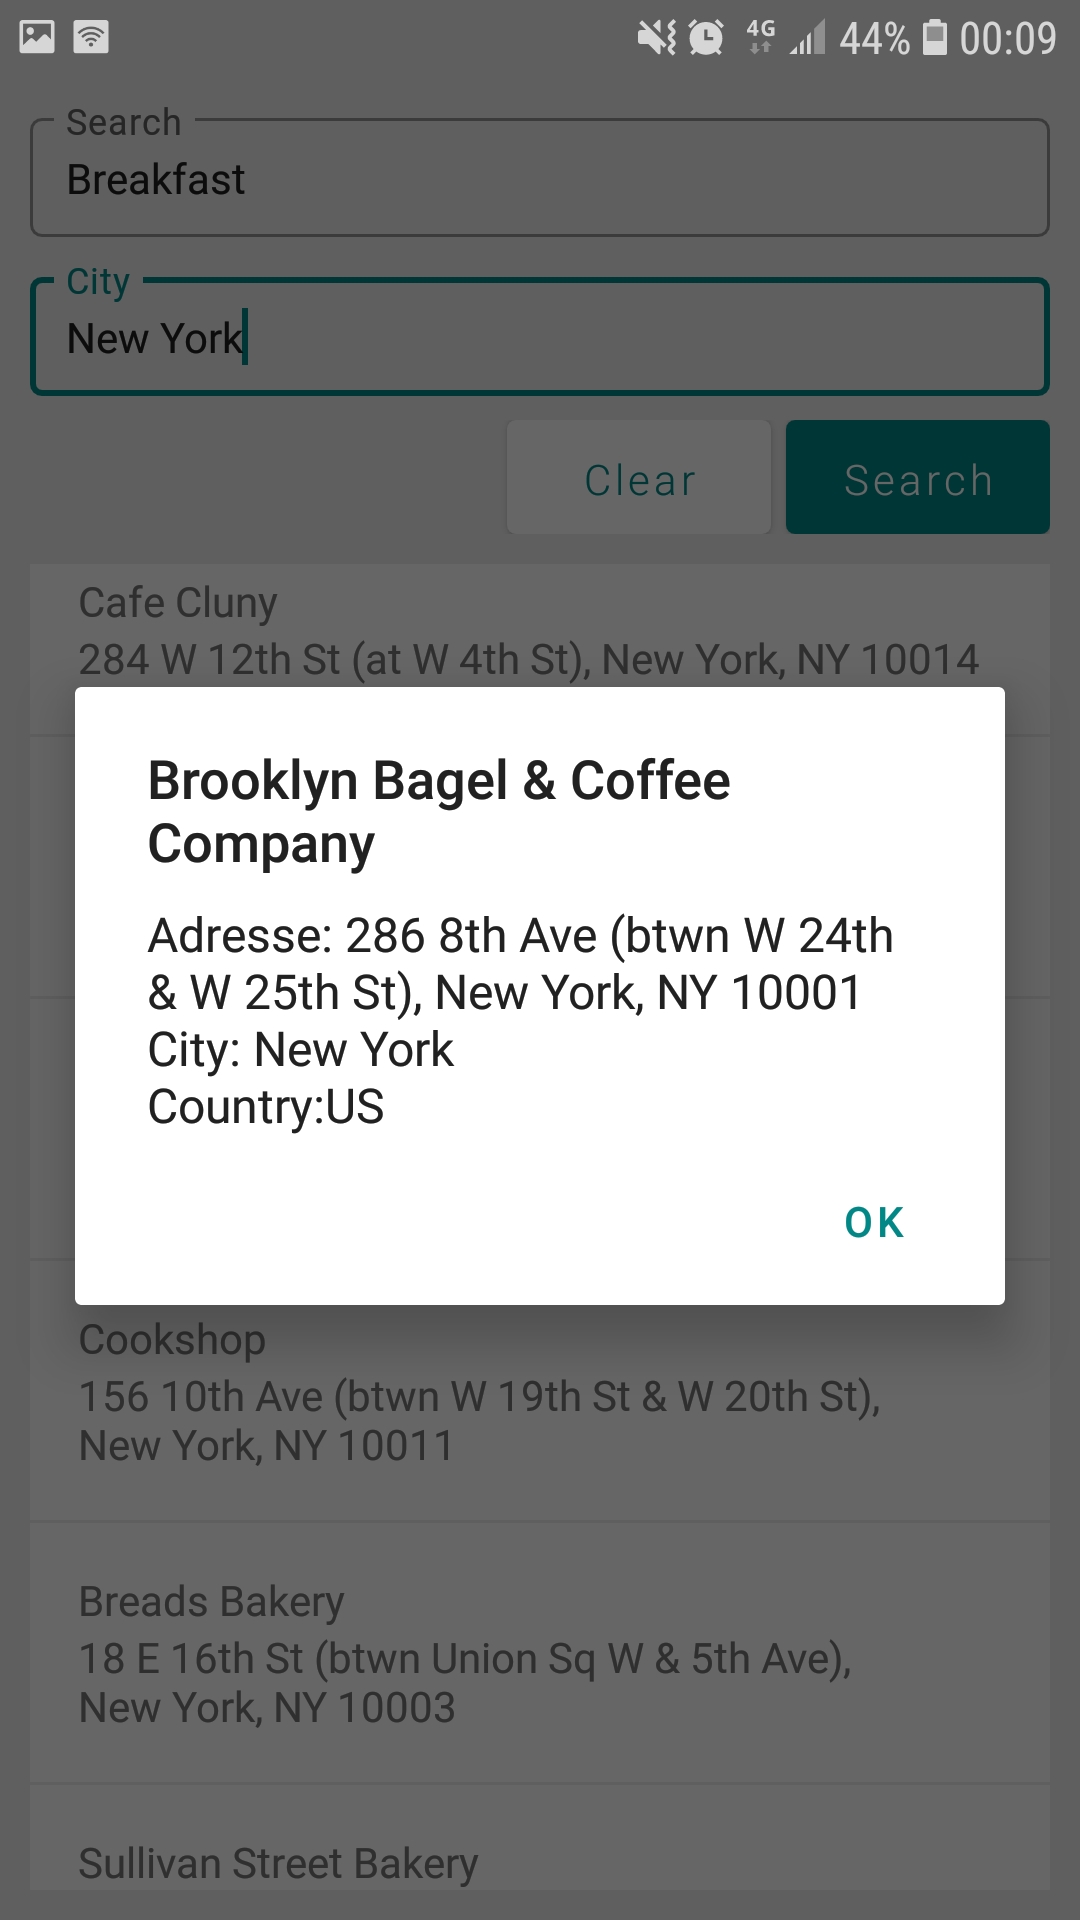 4G 44% 00:09
Search
Breakfast
City
New York
Clear Search
Cafe Cluny
284 W 12th St (at W 4th St), New York, NY 10014
Brooklyn Bagel & Coffee
Company
Adresse: 286 8th Ave (btwn W 24th
& W 25th St), New York, NY 10001
City: New York
Country:US
OK
Cookshop
156 10th Ave (btwn W 19th St & W 20th St),
New York, NY 10011
Breads Bakery
18 E 16th St (btwn Union Sq W & 5th Ave),
New York, NY 10003
Sullivan Street Bakery